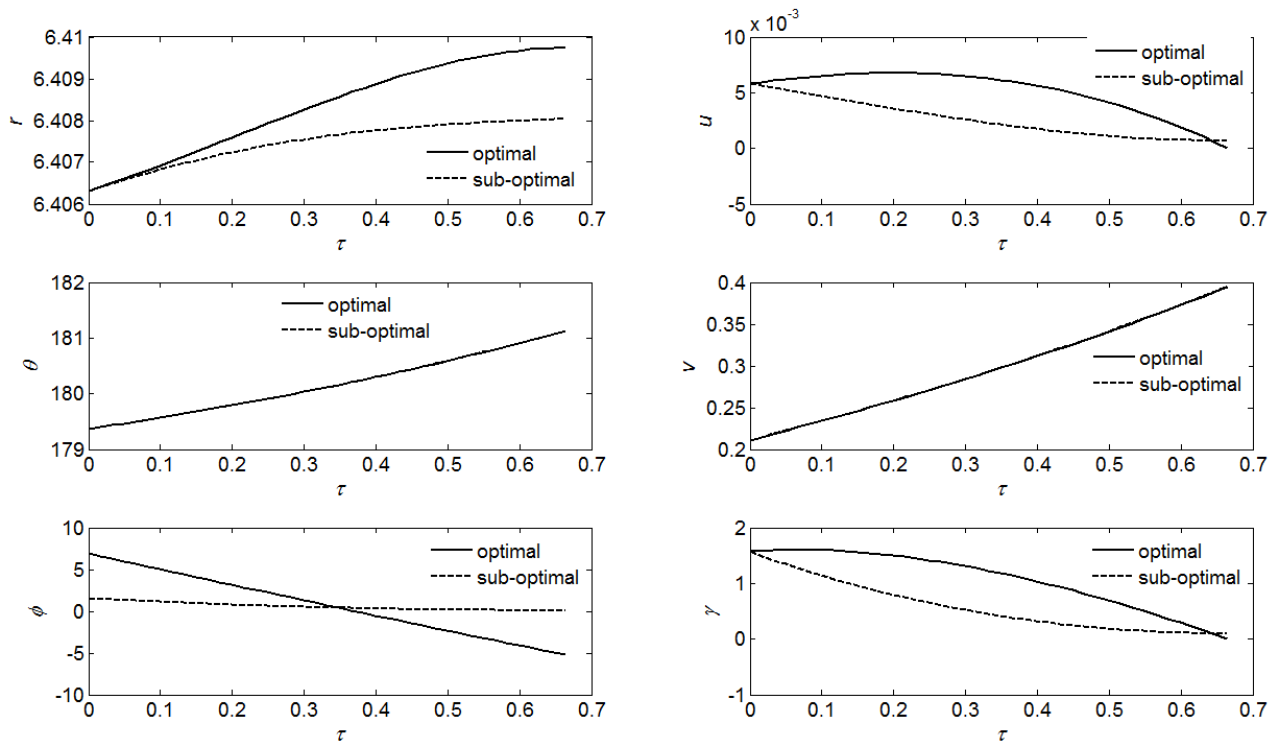 6.41
6.409
6.408
6.407
6.406
r
optimal
sub-optimal
0 0.1 0.2 0.3 0.4 0.5 0.6 0.7
τ
x 10⁻³
10
5
0
-5
u
optimal
sub-optimal
0 0.1 0.2 0.3 0.4 0.5 0.6 0.7
τ
182
181
180
179
θ
optimal
sub-optimal
0 0.1 0.2 0.3 0.4 0.5 0.6 0.7
τ
0.4
0.35
0.3
0.25
0.2
v
optimal
sub-optimal
0 0.1 0.2 0.3 0.4 0.5 0.6 0.7
τ
10
5
0
-5
-10
ϕ
optimal
sub-optimal
0 0.1 0.2 0.3 0.4 0.5 0.6 0.7
τ
2
1
0
-1
γ
optimal
sub-optimal
0 0.1 0.2 0.3 0.4 0.5 0.6 0.7
τ